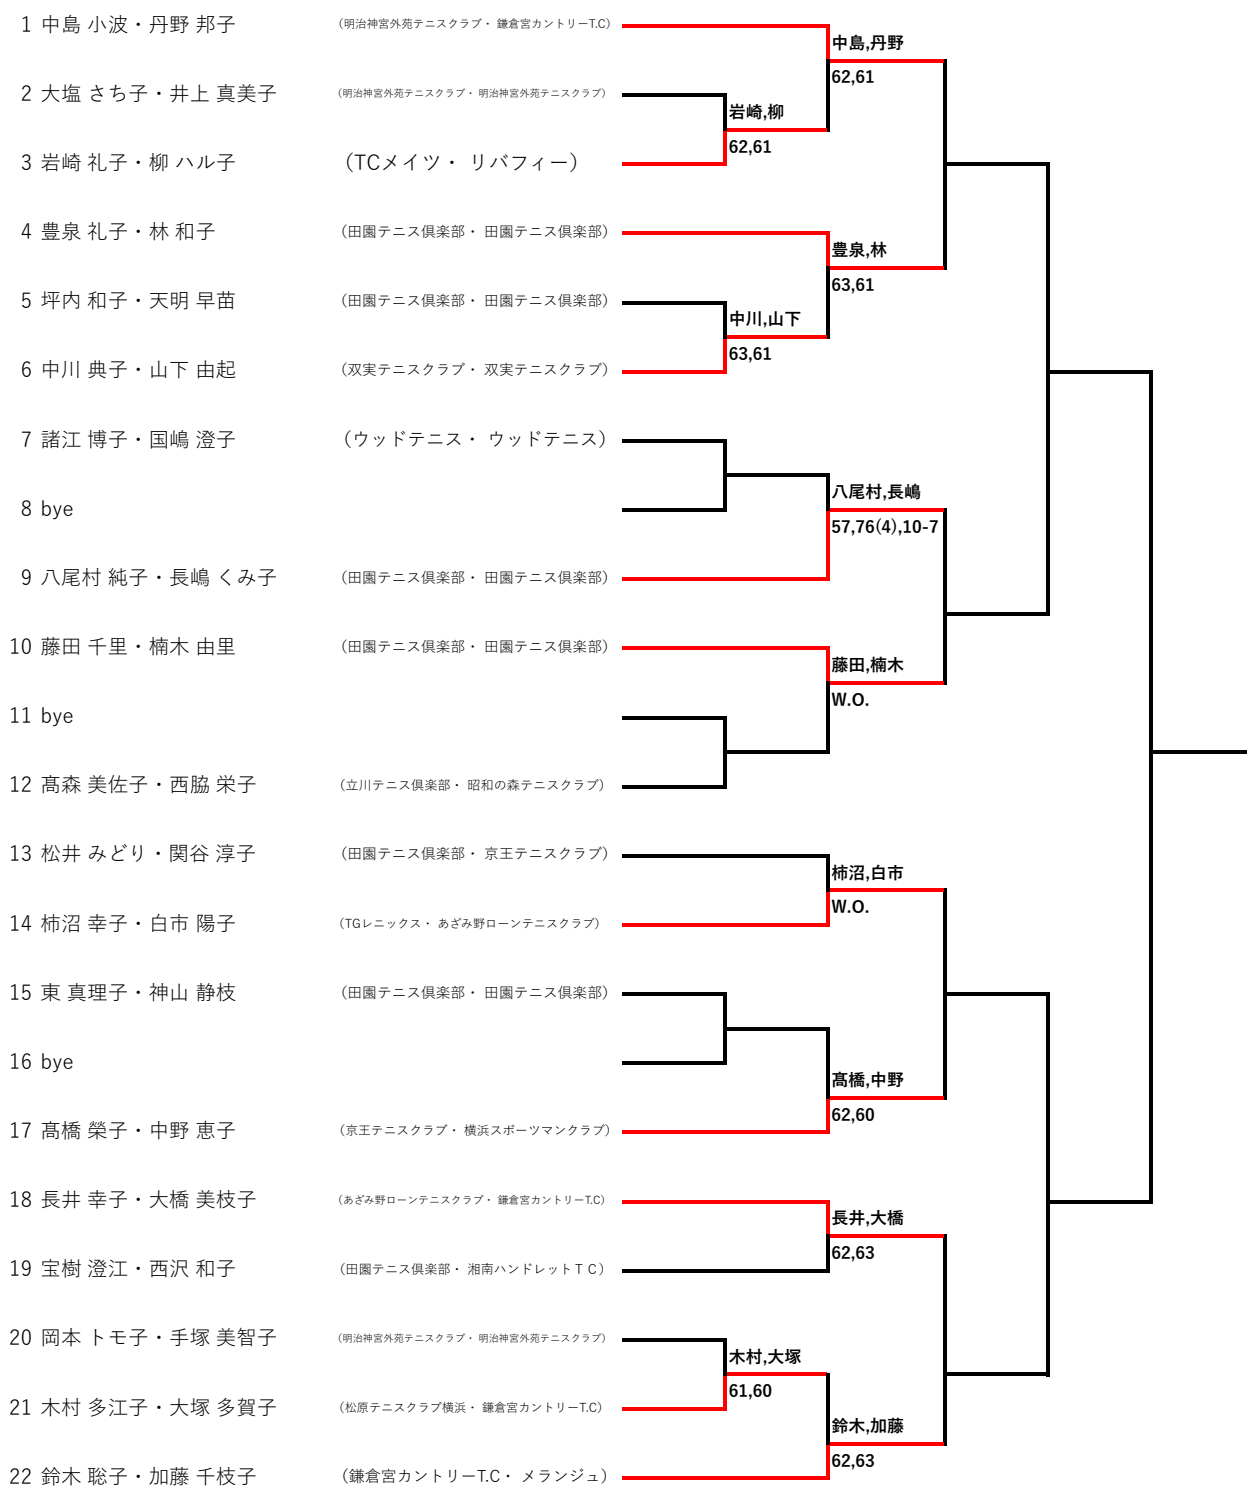 1 中島 小波・丹野 邦子 (明治神宮外苑テニスクラブ・ 鎌倉宮カントリーT.C)
中島,丹野
62,61
2 大塩 さち子・井上 真美子 (明治神宮外苑テニスクラブ・ 明治神宮外苑テニスクラブ)
岩崎,柳
62,61
3 岩崎 礼子・柳 ハル子 (TCメイツ・ リバフィー)
4 豊泉 礼子・林 和子 (田園テニス倶楽部・ 田園テニス倶楽部)
豊泉,林
63,61
5 坪内 和子・天明 早苗 (田園テニス倶楽部・ 田園テニス倶楽部)
中川,山下
63,61
6 中川 典子・山下 由起 (双実テニスクラブ・ 双実テニスクラブ)
7 諸江 博子・国嶋 澄子 (ウッドテニス・ ウッドテニス)
8 bye
八尾村,長嶋
57,76(4),10-7
9 八尾村 純子・長嶋 くみ子 (田園テニス倶楽部・ 田園テニス倶楽部)
10 藤田 千里・楠木 由里 (田園テニス倶楽部・ 田園テニス倶楽部)
藤田,楠木
W.O.
11 bye
12 髙森 美佐子・西脇 栄子 (立川テニス倶楽部・ 昭和の森テニスクラブ)
13 松井 みどり・関谷 淳子 (田園テニス倶楽部・ 京王テニスクラブ)
柿沼,白市
W.O.
14 柿沼 幸子・白市 陽子 (TGレニックス・ あざみ野ローンテニスクラブ)
15 東 真理子・神山 静枝 (田園テニス倶楽部・ 田園テニス倶楽部)
16 bye
髙橋,中野
62,60
17 髙橋 榮子・中野 恵子 (京王テニスクラブ・ 横浜スポーツマンクラブ)
18 長井 幸子・大橋 美枝子 (あざみ野ローンテニスクラブ・ 鎌倉宮カントリーT.C)
長井,大橋
62,63
19 宝樹 澄江・西沢 和子 (田園テニス倶楽部・ 湘南ハンドレットＴＣ)
20 岡本 トモ子・手塚 美智子 (明治神宮外苑テニスクラブ・ 明治神宮外苑テニスクラブ)
木村,大塚
61,60
21 木村 多江子・大塚 多賀子 (松原テニスクラブ横浜・ 鎌倉宮カントリーT.C)
鈴木,加藤
62,63
22 鈴木 聡子・加藤 千枝子 (鎌倉宮カントリーT.C・ メランジュ)